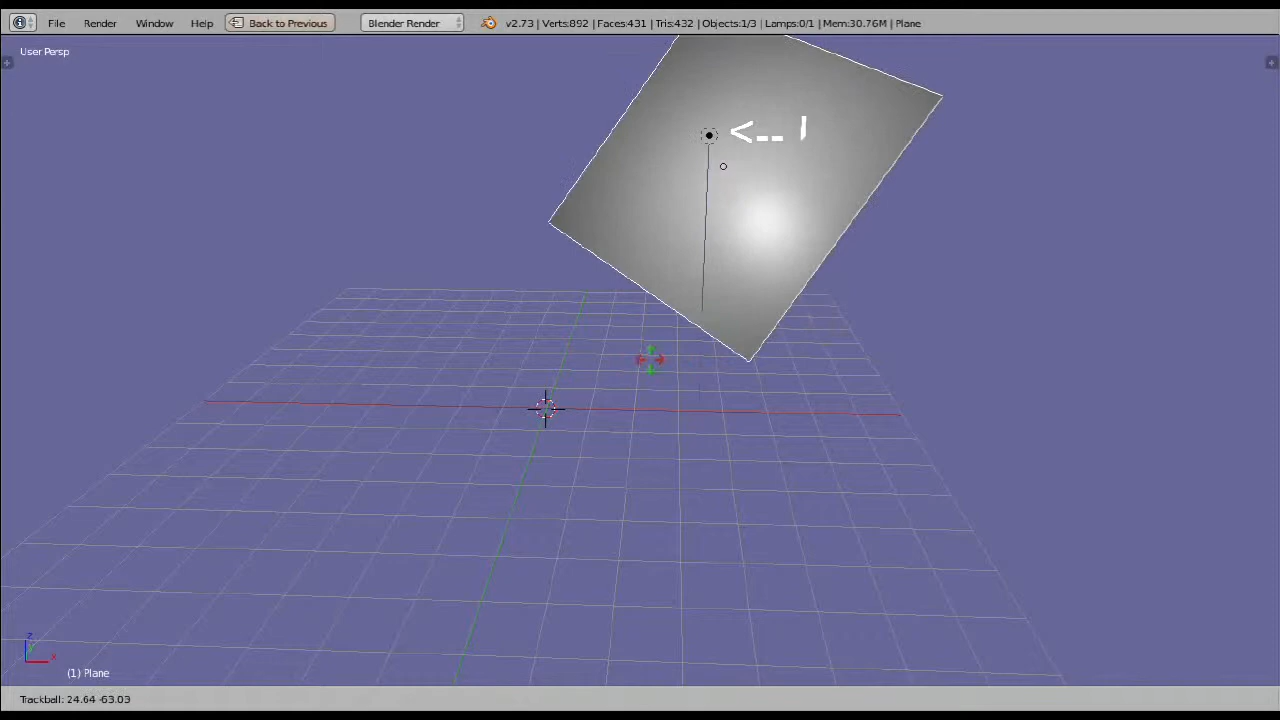 File Render Window Help Back to Previous Blender Render v2.73 | Verts:892 | Faces:431 | Tris:432 | Objects:1/3 | Lamps:0/1 | Mem:30.76M | Plane
User Persp
<-- l
z
y
x
(1) Plane
Trackball: 24.64 -63.03